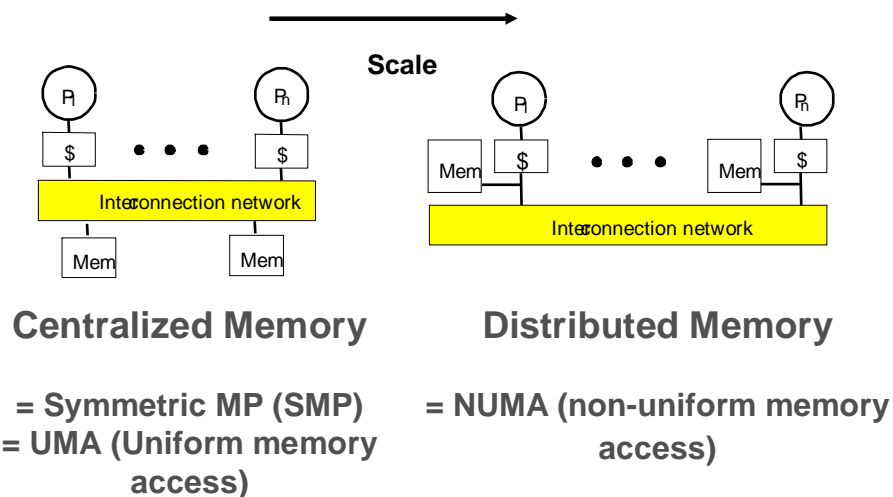 Scale
P1
Pn
$
$
Interconnection network
Mem
Mem
P1
Pn
Mem
$
Mem
$
Interconnection network
Centralized Memory
= Symmetric MP (SMP)
= UMA (Uniform memory
access)
Distributed Memory
= NUMA (non-uniform memory
access)